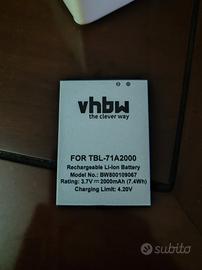 vhbw
the clever way
FOR TBL-71A2000
Rechargeable Li-Ion Battery
Model No.: BW800109067
Rating: 3.7V ⎓ 2000mAh (7.4Wh)
Charging Limit: 4.20V
subito